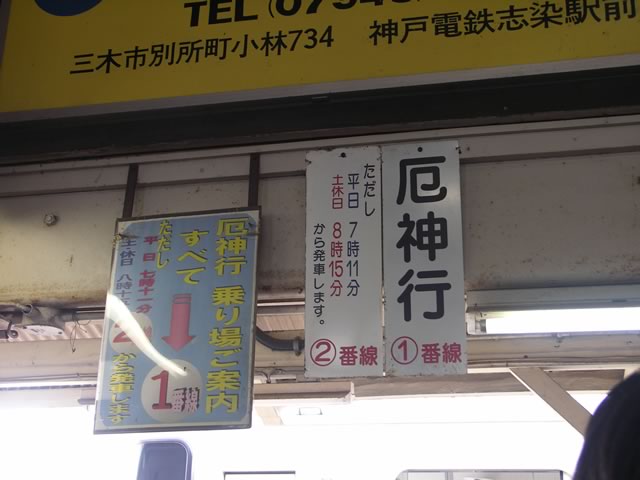 TEL (0794
三木市別所町小林734 神戸電鉄志染駅前
厄神行
①番線
ただし
平日 7時11分
土休日 8時15分
から発車します。
②番線
厄神行 乗り場ご案内
すべて
1番線
ただし
平日 七時十一分
土・休日 八時十
2
から発車します